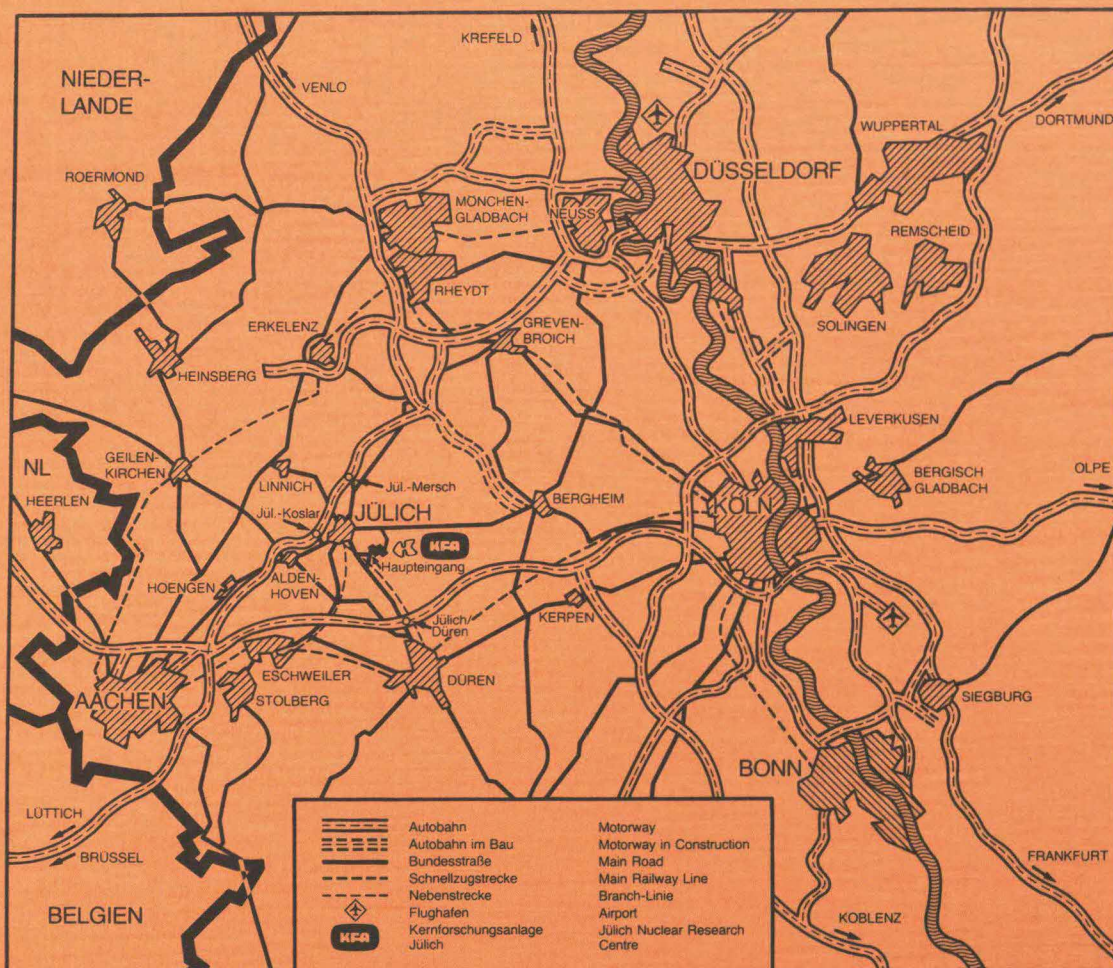 KREFELD
NIEDER-
LANDE
VENLO
DORTMUND
WUPPERTAL
DÜSSELDORF
ROERMOND
MÖNCHEN-
GLADBACH
NEUSS
REMSCHEID
RHEYDT
SOLINGEN
ERKELENZ
GREVEN-
BROICH
HEINSBERG
LEVERKUSEN
NL
GEILEN-
KIRCHEN
LINNICH
Jül.-Mersch
BERGHEIM
BERGISCH
GLADBACH
OLPE
HEERLEN
Jül.-Koslar
JÜLICH
KÖLN
KFA
Haupteingang
HOENGEN
ALDEN-
HOVEN
KERPEN
Jülich/
Düren
ESCHWEILER
DÜREN
AACHEN
STOLBERG
SIEGBURG
BONN
LÜTTICH
BRÜSSEL
FRANKFURT
BELGIEN
KOBLENZ
Autobahn Motorway
Autobahn im Bau Motorway in Construction
Bundesstraße Main Road
Schnellzugstrecke Main Railway Line
Nebenstrecke Branch-Linie
Flughafen Airport
KFA Kernforschungsanlage Jülich Nuclear Research
Jülich Centre